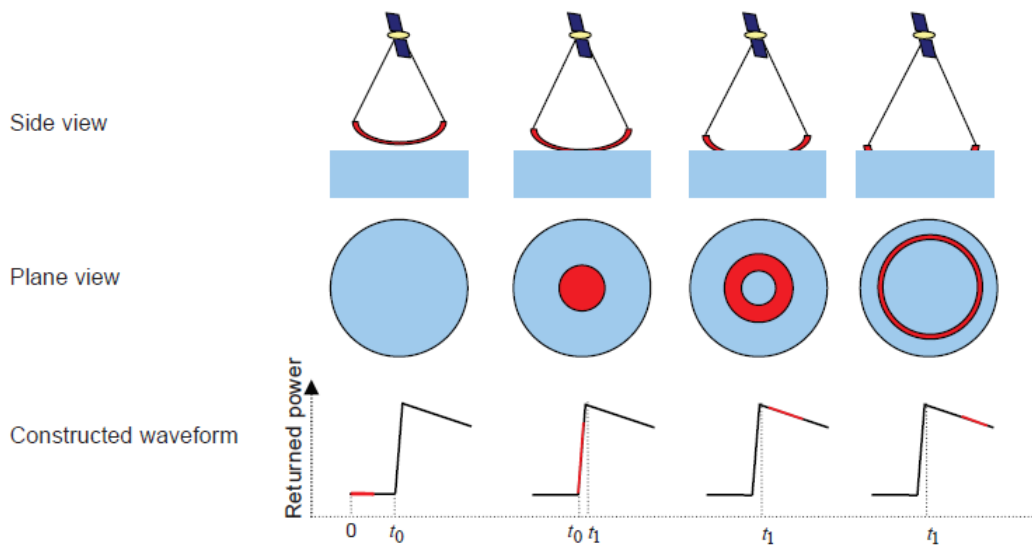 Side view
Plane view
Constructed waveform
Returned power
0 t₀ t₀ t₁ t₁ t₁